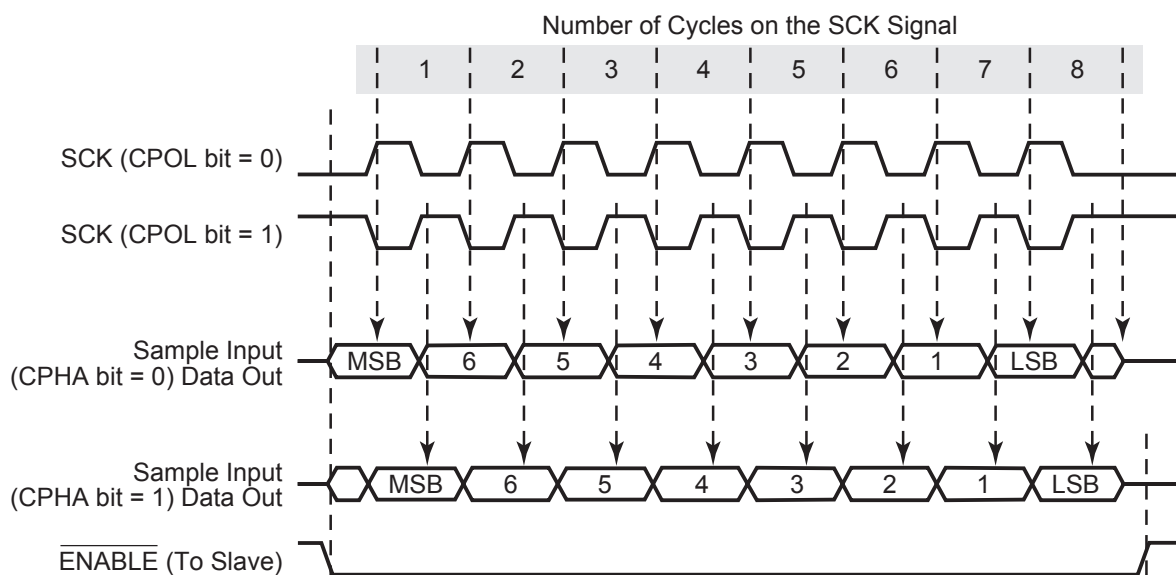 Number of Cycles on the SCK Signal
1 2 3 4 5 6 7 8
SCK (CPOL bit = 0)
SCK (CPOL bit = 1)
Sample Input
(CPHA bit = 0) Data Out
MSB 6 5 4 3 2 1 LSB
Sample Input
(CPHA bit = 1) Data Out
MSB 6 5 4 3 2 1 LSB
ENABLE (To Slave)